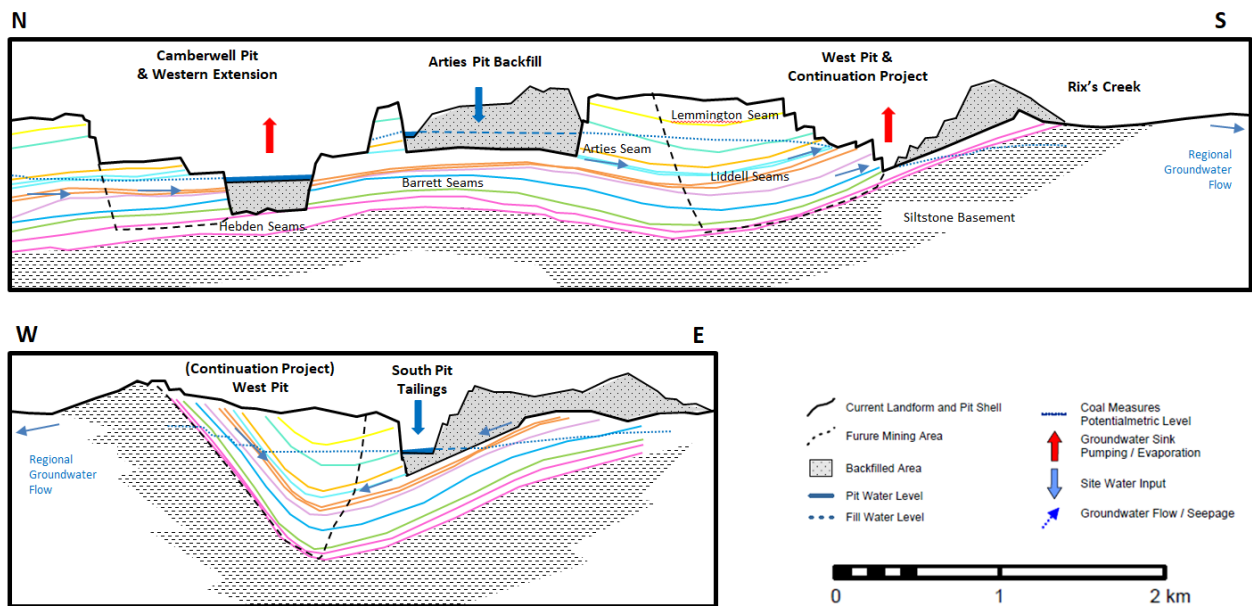 N
S
Camberwell Pit
& Western Extension
Arties Pit Backfill
West Pit &
Continuation Project
Rix's Creek
Lemmington Seam
Arties Seam
Liddell Seams
Barrett Seams
Hebden Seams
Siltstone Basement
Regional
Groundwater
Flow
W
E
(Continuation Project)
West Pit
South Pit
Tailings
Regional
Groundwater
Flow
Current Landform and Pit Shell
Furure Mining Area
Backfilled Area
Pit Water Level
Fill Water Level
Coal Measures
Potentialmetric Level
Groundwater Sink
Pumping / Evaporation
Site Water Input
Groundwater Flow / Seepage
0
1
2 km